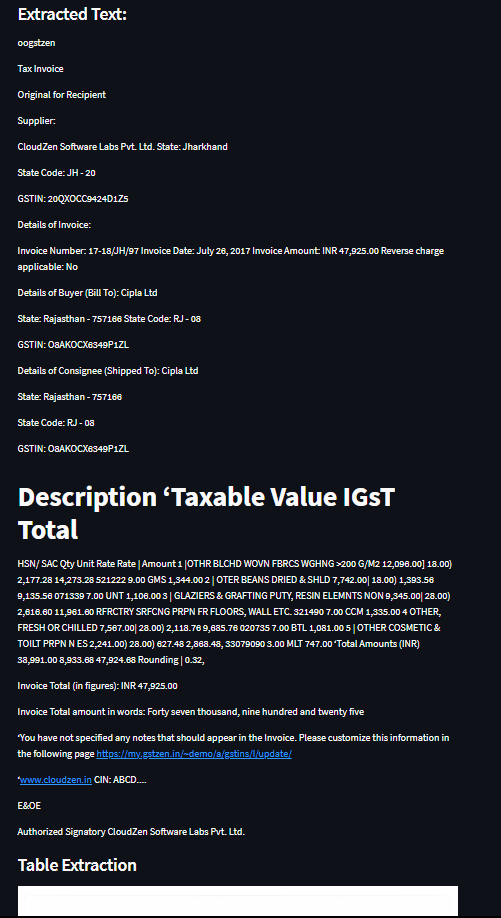 Extracted Text:
oogstzen
Tax Invoice
Original for Recipient
Supplier:
CloudZen Software Labs Pvt. Ltd. State: Jharkhand
State Code: JH - 20
GSTIN: 20QXOCC9424D1Z5
Details of Invoice:
Invoice Number: 17-18/JH/97 Invoice Date: July 26, 2017 Invoice Amount: INR 47,925.00 Reverse charge
applicable: No
Details of Buyer (Bill To): Cipla Ltd
State: Rajasthan - 757166 State Code: RJ - 08
GSTIN: O8AKOCX6349P1ZL
Details of Consignee (Shipped To): Cipla Ltd
State: Rajasthan - 757166
State Code: RJ - 08
GSTIN: O8AKOCX6349P1ZL
Description ‘Taxable Value IGsT
Total
HSN/ SAC Qty Unit Rate Rate | Amount 1 |OTHR BLCHD WOVN FBRCS WGHNG >200 G/M2 12,096.00] 18.00)
2,177.28 14,273.28 521222 9.00 GMS 1,344.00 2 | OTER BEANS DRIED & SHLD 7,742.00| 18.00) 1,393.56
9,135.56 071339 7.00 UNT 1,106.00 3 | GLAZIERS & GRAFTING PUTY, RESIN ELEMNTS NON 9,345.00| 28.00)
2,616.60 11,961.60 RFRCTRY SRFCNG PRPN FR FLOORS, WALL ETC. 321490 7.00 CCM 1,335.00 4 OTHER,
FRESH OR CHILLED 7,567.00| 28.00) 2,118.76 9,685.76 020735 7.00 BTL 1,081.00 5 | OTHER COSMETIC &
TOILT PRPN N ES 2,241.00) 28.00) 627.48 2,868.48, 33079090 3.00 MLT 747.00 ‘Total Amounts (INR)
38,991.00 8,933.68 47,924.68 Rounding | 0.32,
Invoice Total (in figures): INR 47,925.00
Invoice Total amount in words: Forty seven thousand, nine hundred and twenty five
‘You have not specified any notes that should appear in the Invoice. Please customize this information in
the following page https://my.gstzen.in/~demo/a/gstins/l/update/
‘www.cloudzen.in CIN: ABCD....
E&OE
Authorized Signatory CloudZen Software Labs Pvt. Ltd.
Table Extraction